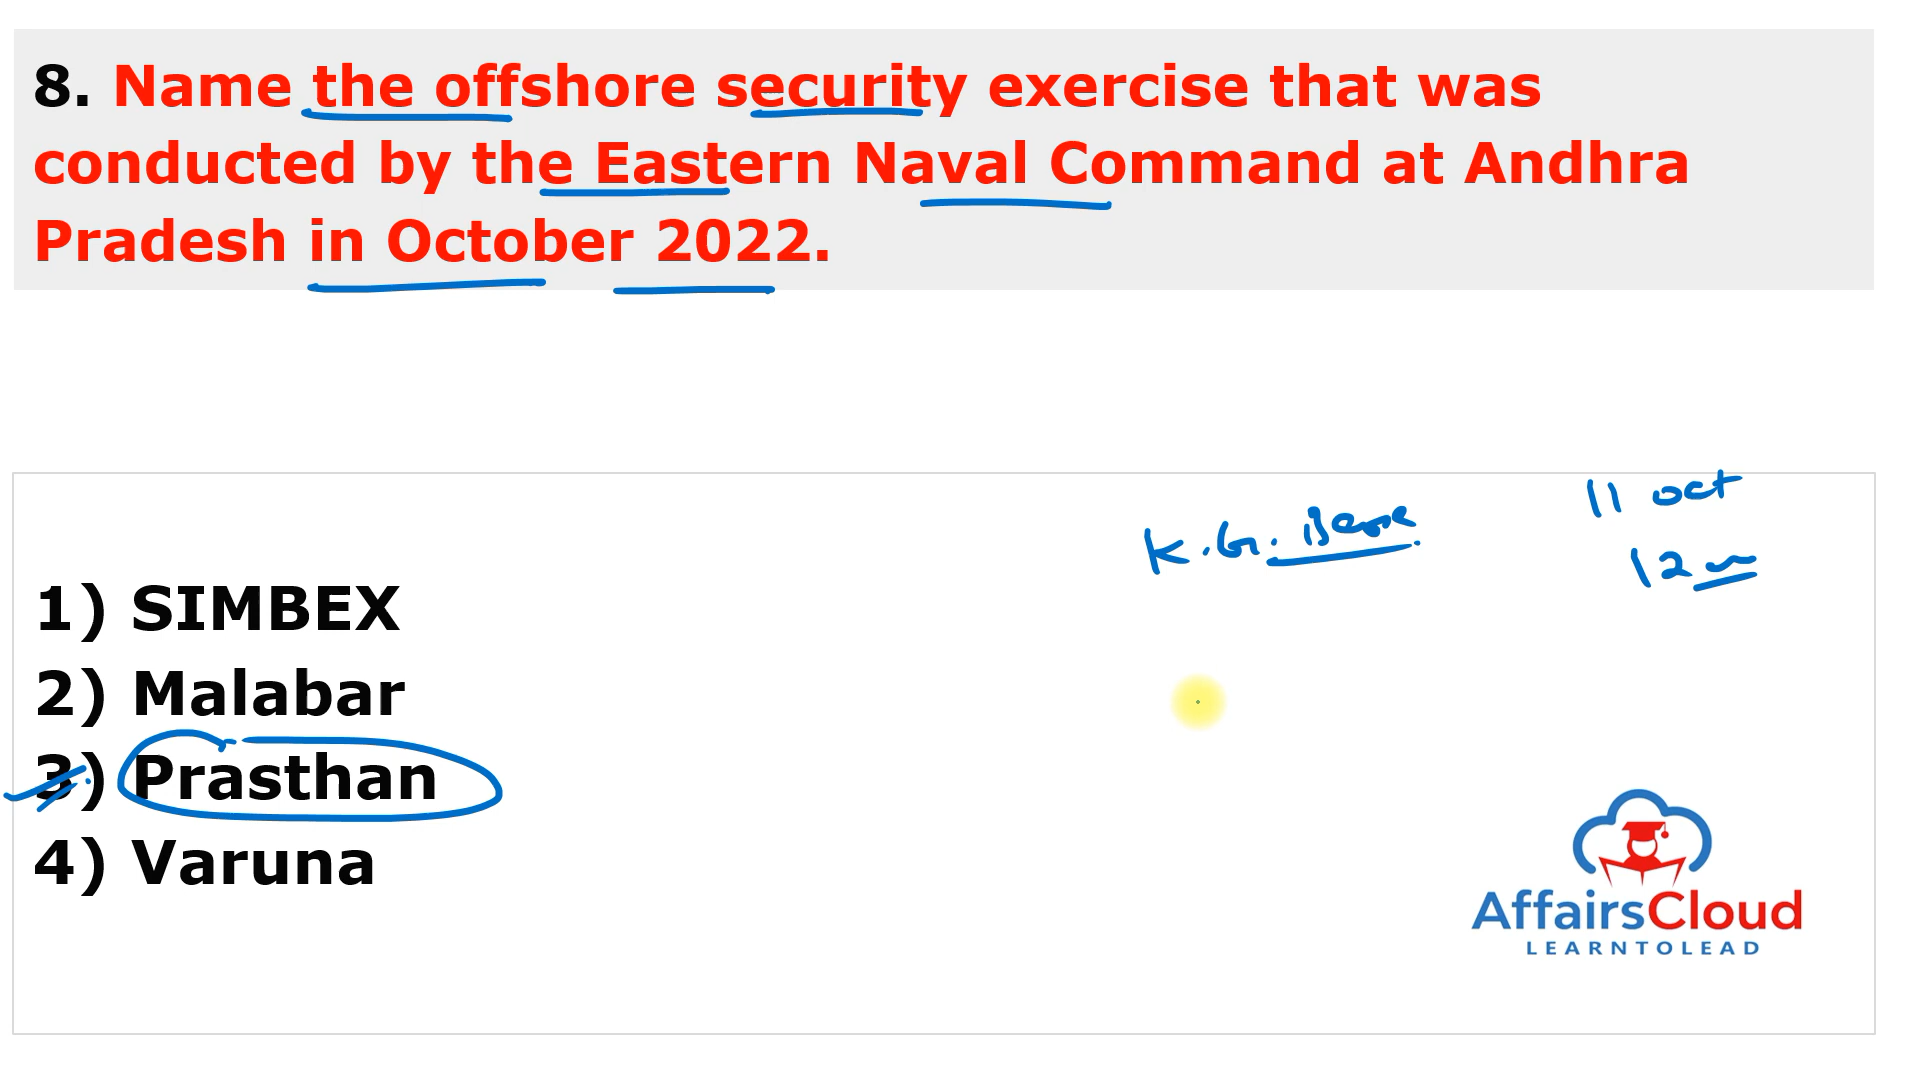 8. Name the offshore security exercise that was
conducted by the Eastern Naval Command at Andhra
Pradesh in October 2022.
11 oct
K.G.
12
1) SIMBEX
2) Malabar
3) Prasthan
4) Varuna
AffairsCloud
LEARNTOLEAD